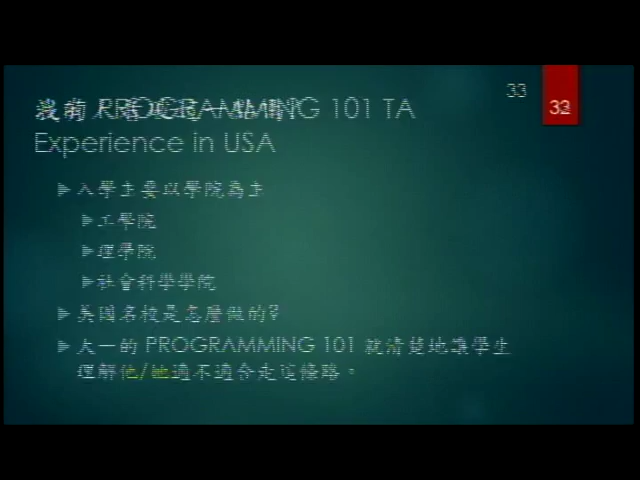 PROGRAMMING 101 TA
33
Experience in USA
入學主要以學院為主
工學院
理學院
社會科學學院
美國名校是怎麼做的?
大一的 PROGRAMMING 101 就清楚地讓學生
理解他/她適不適合走這條路。